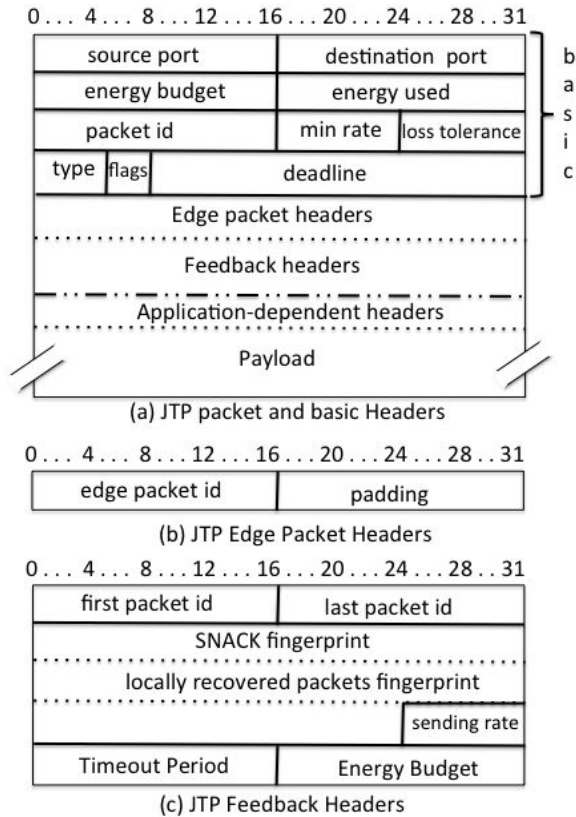 0 . . . 4 . . . 8 . . . 12 . . . 16 . . . 20 . . . 24 . . . 28 . . 31
source port destination port
energy budget energy used
packet id min rate loss tolerance
type flags deadline
b
a
s
i
c
Edge packet headers
Feedback headers
Application-dependent headers
Payload
(a) JTP packet and basic Headers
0 . . . 4 . . . 8 . . . 12 . . . 16 . . . 20 . . . 24 . . . 28 . . 31
edge packet id padding
(b) JTP Edge Packet Headers
0 . . . 4 . . . 8 . . . 12 . . . 16 . . . 20 . . . 24 . . . 28 . . 31
first packet id last packet id
SNACK fingerprint
locally recovered packets fingerprint
sending rate
Timeout Period Energy Budget
(c) JTP Feedback Headers